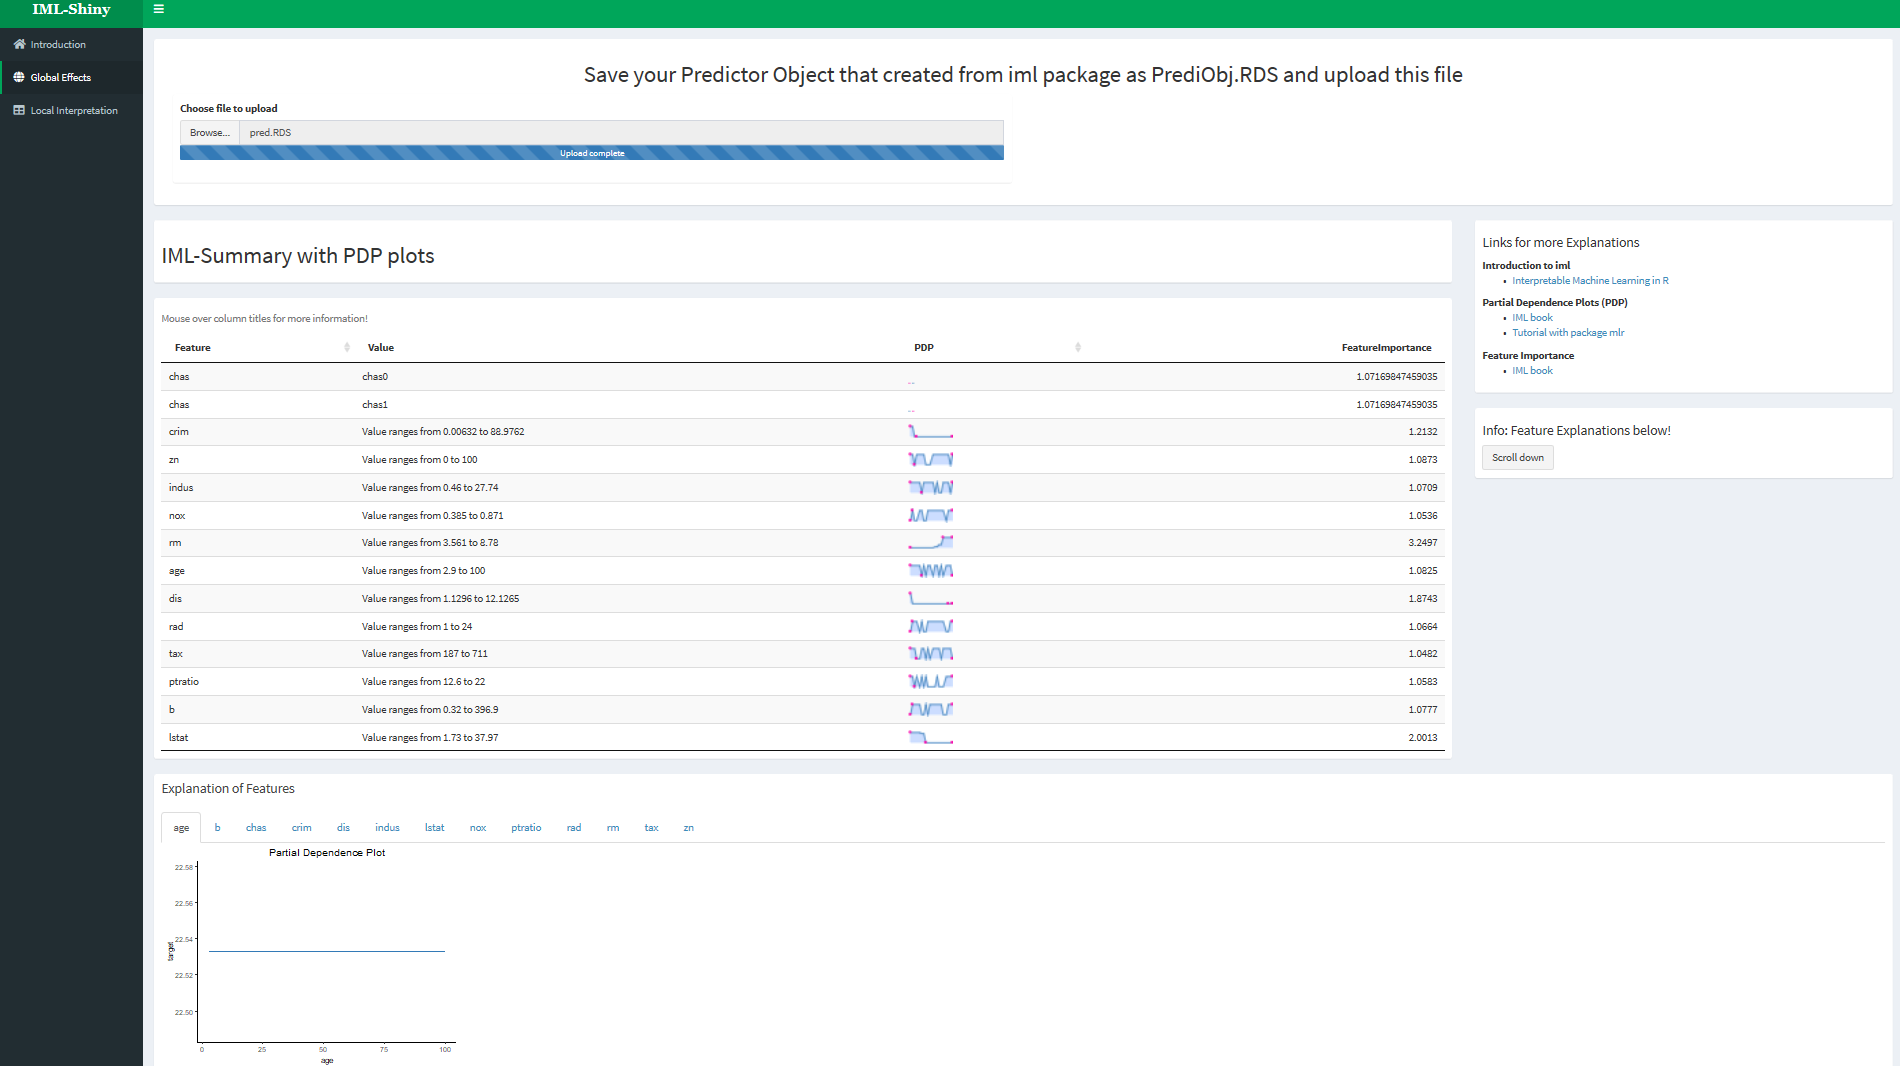 IML-Shiny
Introduction
Global Effects
Local Interpretation
Save your Predictor Object that created from iml package as PrediObj.RDS and upload this file
Choose file to upload
Browse... pred.RDS
Upload complete
IML-Summary with PDP plots
Mouse over column titles for more information!
Feature Value PDP FeatureImportance
chas chas0 1.07169847459035
chas chas1 1.07169847459035
crim Value ranges from 0.00632 to 88.9762 1.2132
zn Value ranges from 0 to 100 1.0873
indus Value ranges from 0.46 to 27.74 1.0709
nox Value ranges from 0.385 to 0.871 1.0536
rm Value ranges from 3.561 to 8.78 3.2497
age Value ranges from 2.9 to 100 1.0825
dis Value ranges from 1.1296 to 12.1265 1.8743
rad Value ranges from 1 to 24 1.0664
tax Value ranges from 187 to 711 1.0482
ptratio Value ranges from 12.6 to 22 1.0583
b Value ranges from 0.32 to 396.9 1.0777
lstat Value ranges from 1.73 to 37.97 2.0013
Links for more Explanations
Introduction to iml
Interpretable Machine Learning in R
Partial Dependence Plots (PDP)
IML book
Tutorial with package mlr
Feature Importance
IML book
Info: Feature Explanations below!
Scroll down
Explanation of Features
age b chas crim dis indus lstat nox ptratio rad rm tax zn
Partial Dependence Plot
22.58
22.56
22.54
22.52
22.50
target
0 25 50 75 100
age